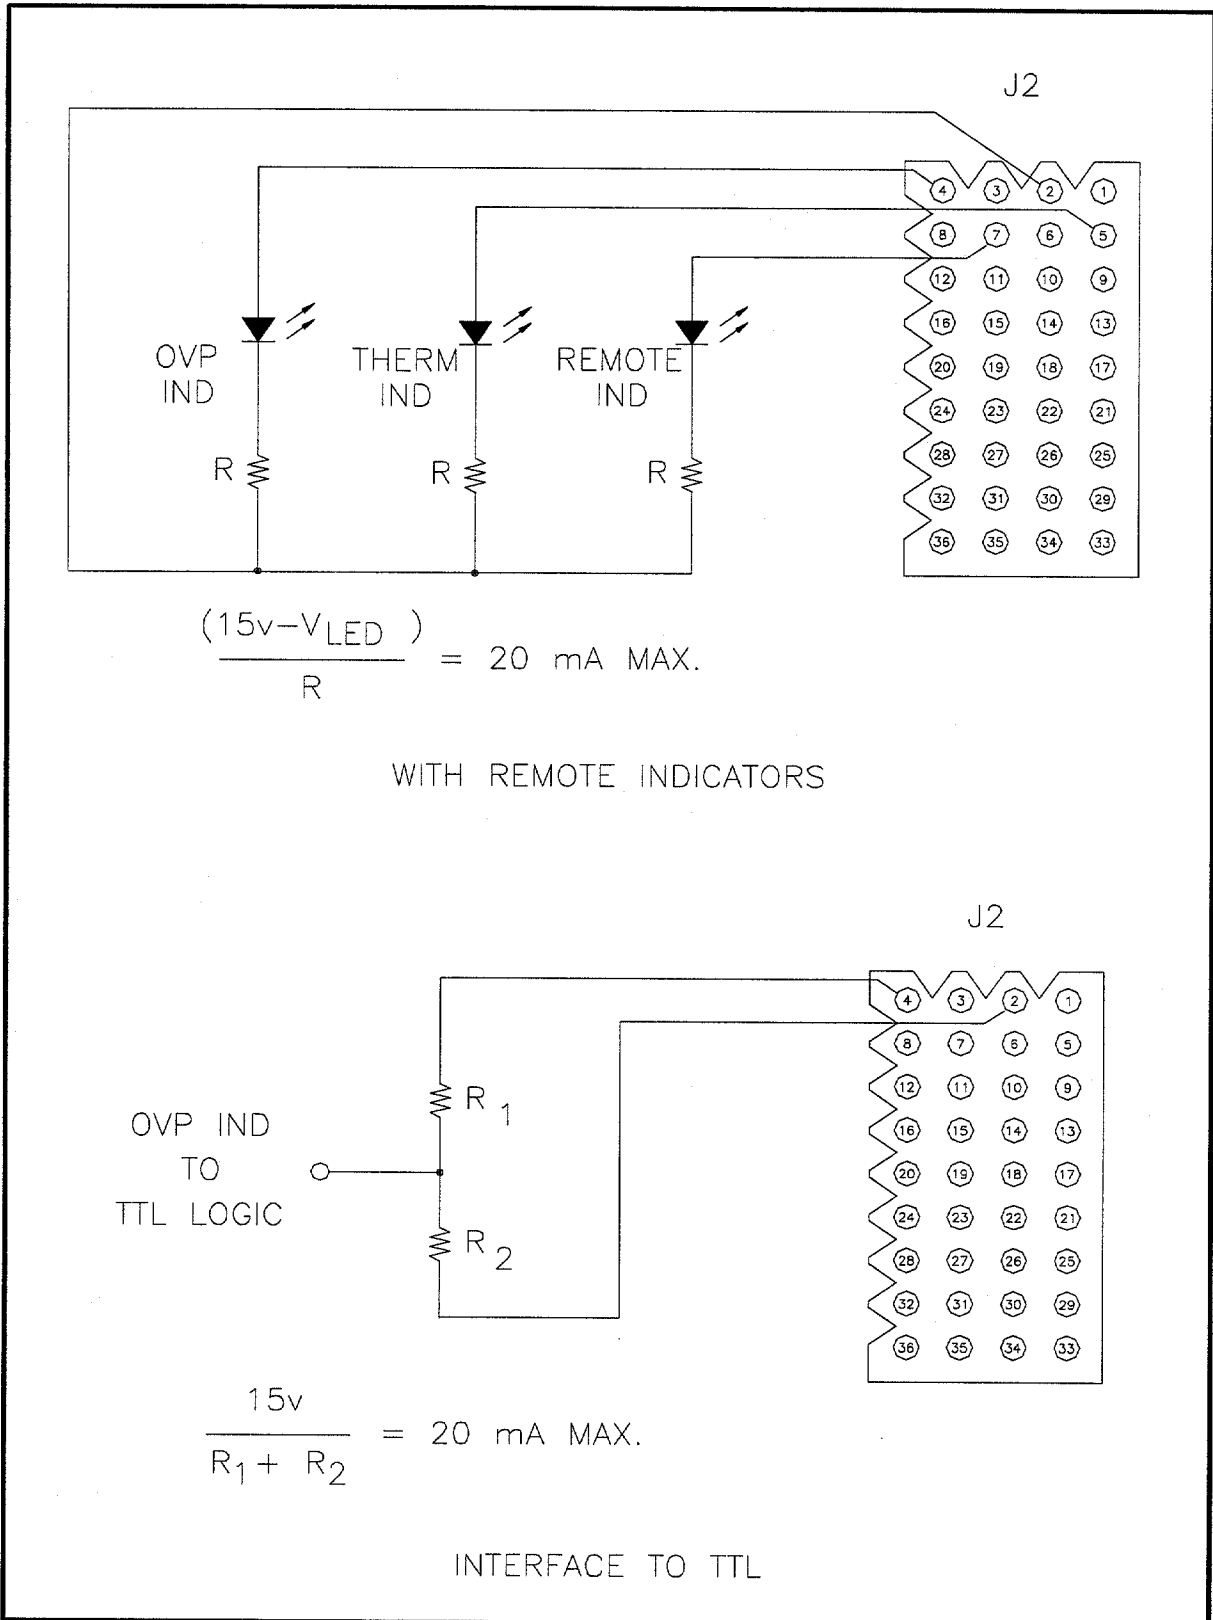 J2
4 3 2 1
8 7 6 5
12 11 10 9
16 15 14 13
20 19 18 17
24 23 22 21
28 27 26 25
32 31 30 29
36 35 34 33
OVP
IND
THERM
IND
REMOTE
IND
R R R
(15v-VLED )
R
= 20 mA MAX.
WITH REMOTE INDICATORS
J2
4 3 2 1
8 7 6 5
12 11 10 9
16 15 14 13
20 19 18 17
24 23 22 21
28 27 26 25
32 31 30 29
36 35 34 33
R1
OVP IND
TO
TTL LOGIC
R2
15v
R1+ R2
= 20 mA MAX.
INTERFACE TO TTL